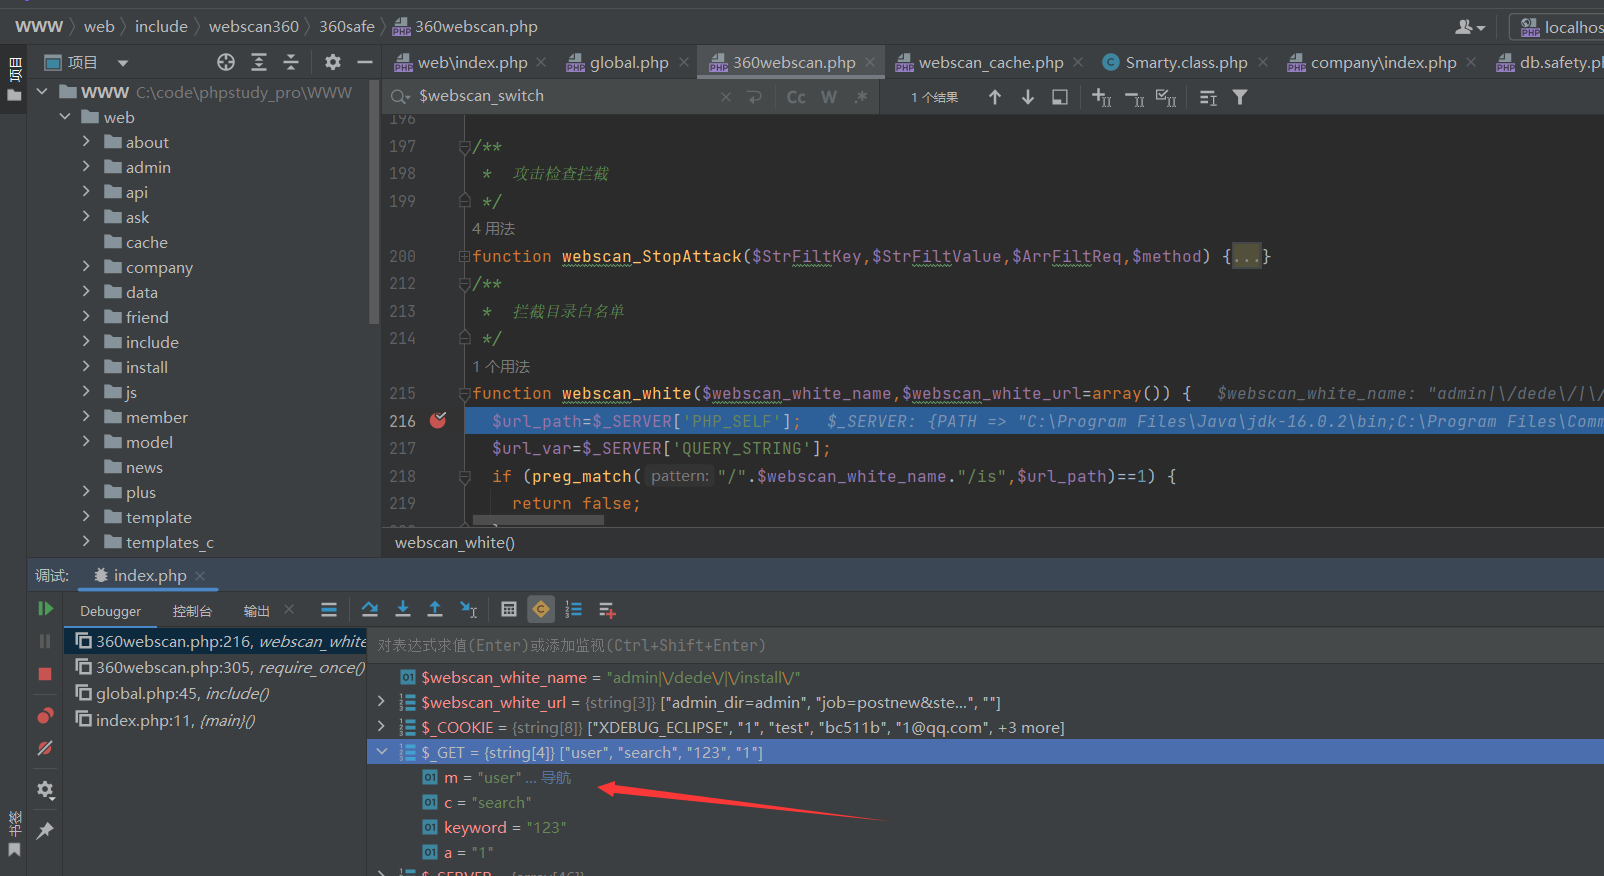 WWW 〉 web 〉 include 〉 webscan360 〉 360safe 〉 360webscan.php
localhos
项目
项目
web\index.php
global.php
360webscan.php
webscan_cache.php
Smarty.class.php
company\index.php
db.safety.pl
WWW C:\code\phpstudy_pro\WWW
web
about
admin
api
ask
cache
company
data
friend
include
install
js
member
model
news
plus
template
templates_c
$webscan_switch
Cc W .*
1 个结果
196
197 /**
198 * 攻击检查拦截
199 */
4 用法
200 function webscan_StopAttack($StrFiltKey,$StrFiltValue,$ArrFiltReq,$method) {...}
212 /**
213 * 拦截目录白名单
214 */
1 个用法
215 function webscan_white($webscan_white_name,$webscan_white_url=array()) { $webscan_white_name: "admin|\/dede\/|\/
216 $url_path=$_SERVER['PHP_SELF']; $_SERVER: {PATH => "C:\Program Files\Java\jdk-16.0.2\bin;C:\Program Files\Comm
217 $url_var=$_SERVER['QUERY_STRING'];
218 if (preg_match( pattern: "/".$webscan_white_name."/is",$url_path)==1) {
219 return false;
webscan_white()
调试: index.php
Debugger 控制台 输出
360webscan.php:216, webscan_white
360webscan.php:305, require_once()
global.php:45, include()
index.php:11, {main}()
书签
对表达式求值(Enter)或添加监视(Ctrl+Shift+Enter)
$webscan_white_name = "admin|\/dede\/|\/install\/"
$webscan_white_url = {string[3]} ["admin_dir=admin", "job=postnew&ste...", ""]
$_COOKIE = {string[8]} ["XDEBUG_ECLIPSE", "1", "test", "bc511b", "1@qq.com", +3 more]
$_GET = {string[4]} ["user", "search", "123", "1"]
m = "user" ... 导航
c = "search"
keyword = "123"
a = "1"
$_SERVER = {array[46]}